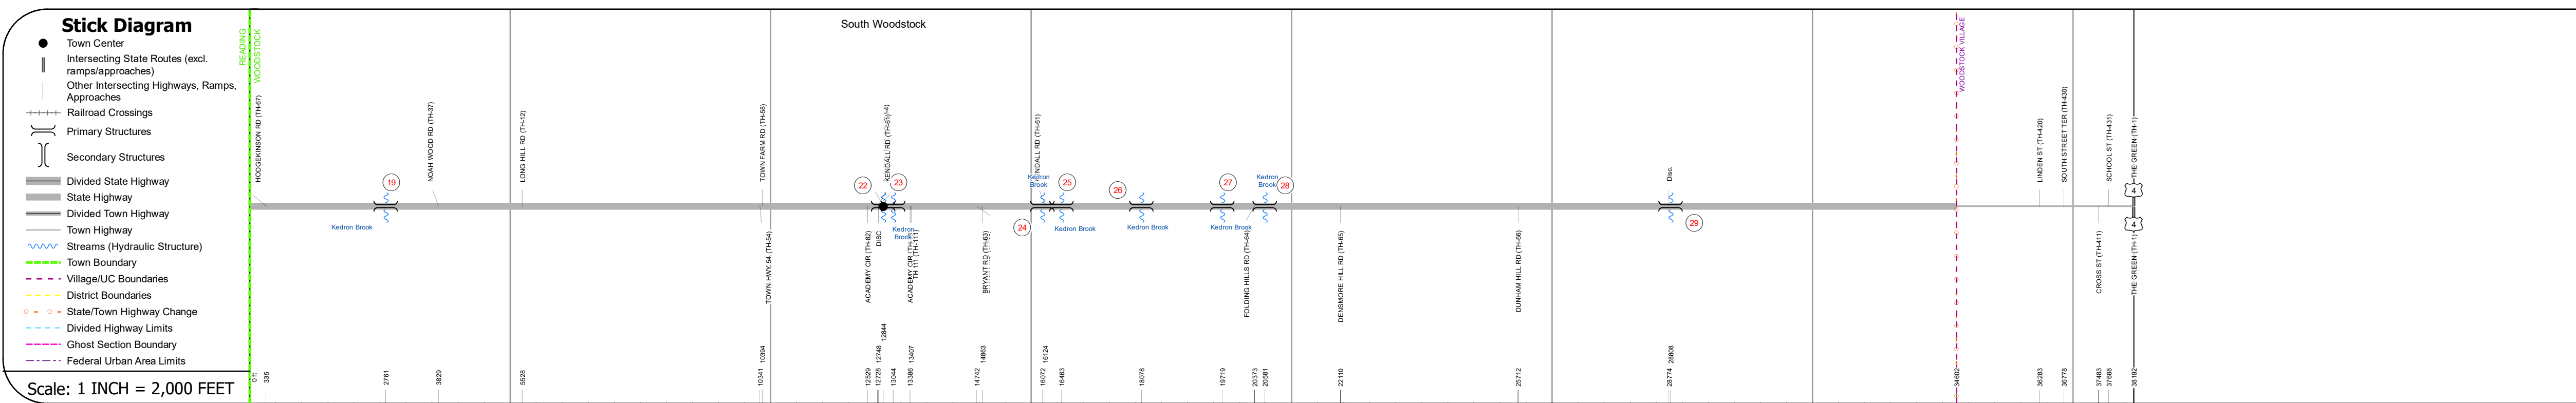 Stick Diagram
Town Center
Intersecting State Routes (excl.
ramps/approaches)
Other Intersecting Highways, Ramps,
Approaches
Railroad Crossings
Primary Structures
Secondary Structures
Divided State Highway
State Highway
Divided Town Highway
Town Highway
Streams (Hydraulic Structure)
Town Boundary
Village/UC Boundaries
District Boundaries
State/Town Highway Change
Divided Highway Limits
Ghost Section Boundary
Federal Urban Area Limits
Scale: 1 INCH = 2,000 FEET
READING
WOODSTOCK
South Woodstock
WOODSTOCK VILLAGE
HODGEKINSON RD (TH-67)
NOAH WOOD RD (TH-37)
LONG HILL RD (TH-12)
TOWN FARM RD (TH-58)
KENDALL RD (TH-61)
KENDALL RD (TH-61)
Disc.
LINDEN ST (TH-420)
SOUTH STREET TER (TH-430)
SCHOOL ST (TH-431)
THE GREEN (TH-1)
19
22
23
25
26
27
28
24
29
4
4
Kedron Brook
Kedron
Brook
Kedron
Brook
Kedron Brook
Kedron Brook
Kedron Brook
Kedron
Brook
TOWN HWY 54 (TH-54)
ACADEMY CIR (TH-82)
DISC
TH 111 (TH-111)
BRYANT RD (TH-63)
FOLDING HILLS RD (TH-64)
DENSMORE HILL RD (TH-65)
DUNHAM HILL RD (TH-66)
CROSS ST (TH-411)
THE GREEN (TH-1)
0 ft
335
2761
3829
5528
10341
10394
12529
12728
12748
12844
13044
13386
13407
14742
14863
16072
16124
16463
18078
19719
20373
20581
22110
25712
28774
28808
34602
36283
36778
37483
37688
38192